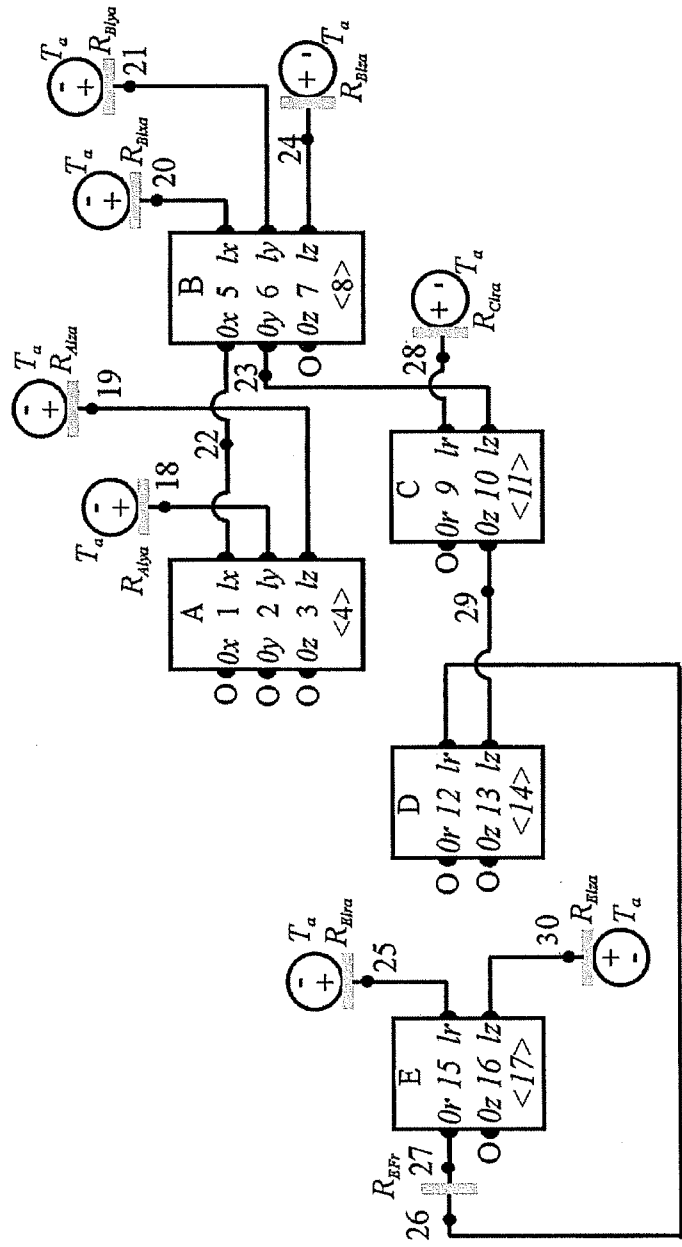 T_a
R_Alza
19
T_a
R_Blxa
20
T_a
R_Blya
21
T_a
R_Alya
18
A
0x 1 lx
0y 2 ly
0z 3 lz
<4>
O
O
O
22
B
0x 5 lx
0y 6 ly
0z 7 lz
<8>
O
23
24
T_a
R_Blza
C
0r 9 lr
0z 10 lz
<11>
O
28
T_a
R_Clra
29
D
0r 12 lr
0z 13 lz
<14>
O
O
E
0r 15 lr
0z 16 lz
<17>
O
T_a
R_Elra
25
30
R_Elza
T_a
R_EFr
27
26
+ -
+ -
+ -
+ -
+ -
+ -
+ -
+ -